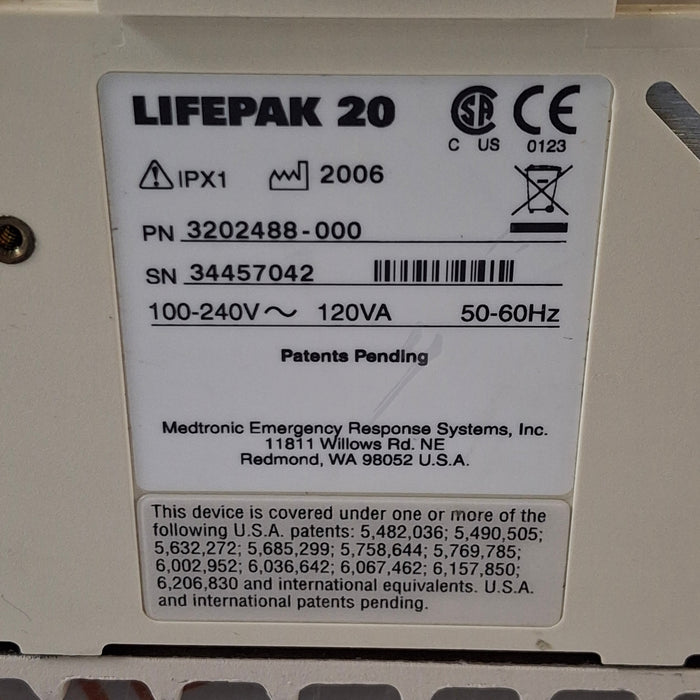 LIFEPAK 20 SA CE
C US 0123
IPX1 2006
PN 3202488-000
SN 34457042
100-240V~ 120VA 50-60Hz
Patents Pending
Medtronic Emergency Response Systems, Inc.
11811 Willows Rd. NE
Redmond, WA 98052 U.S.A.
This device is covered under one or more of the
following U.S.A. patents: 5,482,036; 5,490,505;
5,632,272; 5,685,299; 5,758,644; 5,769,785;
6,002,952; 6,036,642; 6,067,462; 6,157,850;
6,206,830 and international equivalents. U.S.A.
and international patents pending.